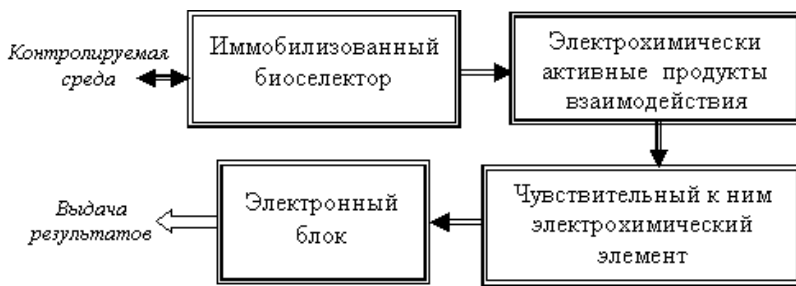 Контролируемая
среда
Иммобилизованный
биоселектор
Электрохимически
активные продукты
взаимодействия
Выдача
результатов
Электронный
блок
Чувствительный к ним
электрохимический
элемент